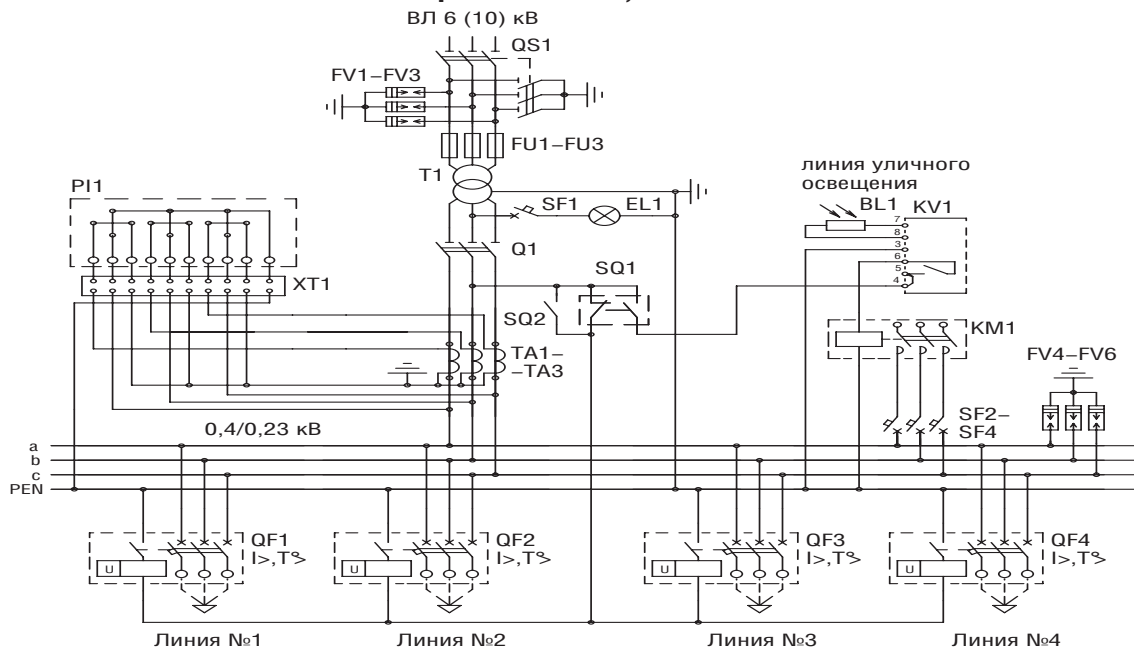 ВЛ 6 (10) кВ
QS1
FV1–FV3
FU1–FU3
T1
линия уличного
освещения
PI1
SF1
EL1
BL1
KV1
7
8
3
6
5
4
Q1
SQ1
XT1
SQ2
KM1
TA1–
–TA3
FV4–FV6
0,4/0,23 кВ
SF2–
SF4
a
b
c
PEN
QF1
I>,T>
QF2
I>,T>
QF3
I>,T>
QF4
I>,T>
U
U
U
U
Линия №1
Линия №2
Линия №3
Линия №4